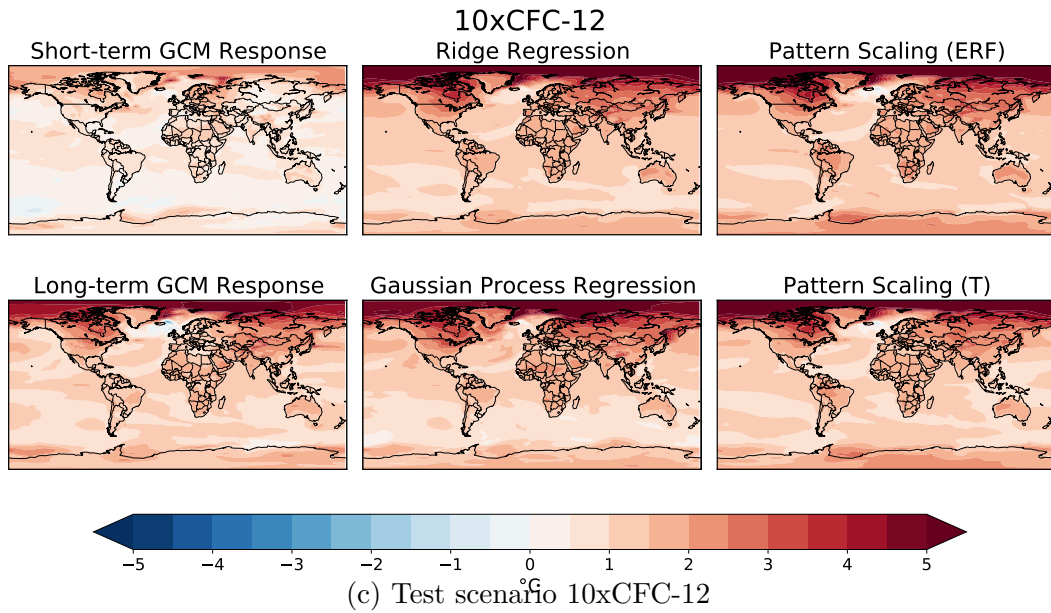 10xCFC-12
Short-term GCM Response
Ridge Regression
Pattern Scaling (ERF)
Long-term GCM Response
Gaussian Process Regression
Pattern Scaling (T)
−5 −4 −3 −2 −1 0 1 2 3 4 5
°C
(c) Test scenario 10xCFC-12